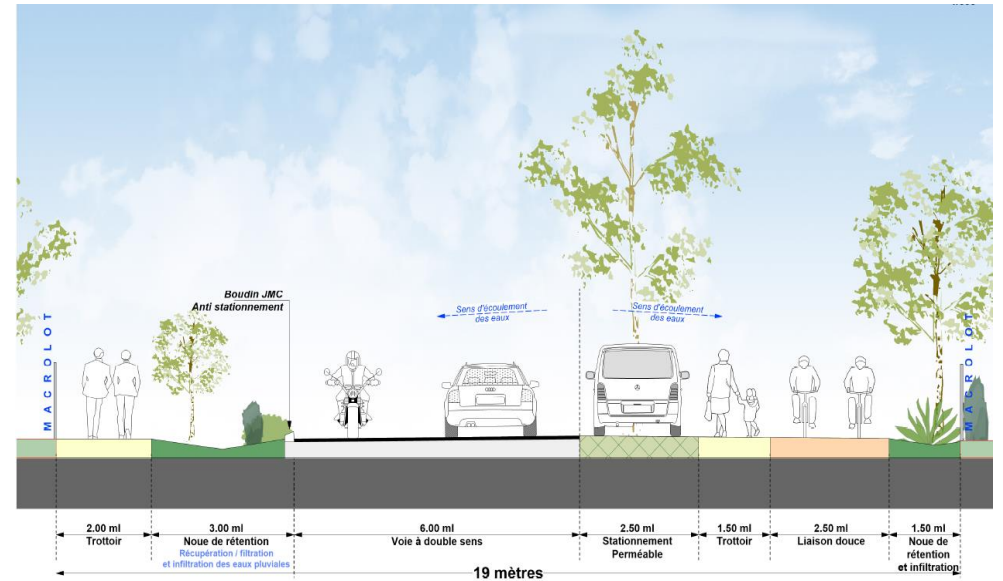 Boudin JMC
Anti stationnement
Sens d'écoulement
des eaux
Sens d'écoulement
des eaux
MACROLOT
MACROLOT
2.00 ml
Trottoir
3.00 ml
Noue de rétention
Récupération / filtration
et infiltration des eaux pluviales
6.00 ml
Voie à double sens
2.50 ml
Stationnement
Perméable
1.50 ml
Trottoir
2.50 ml
Liaison douce
1.50 ml
Noue de
rétention
et infiltration
19 mètres